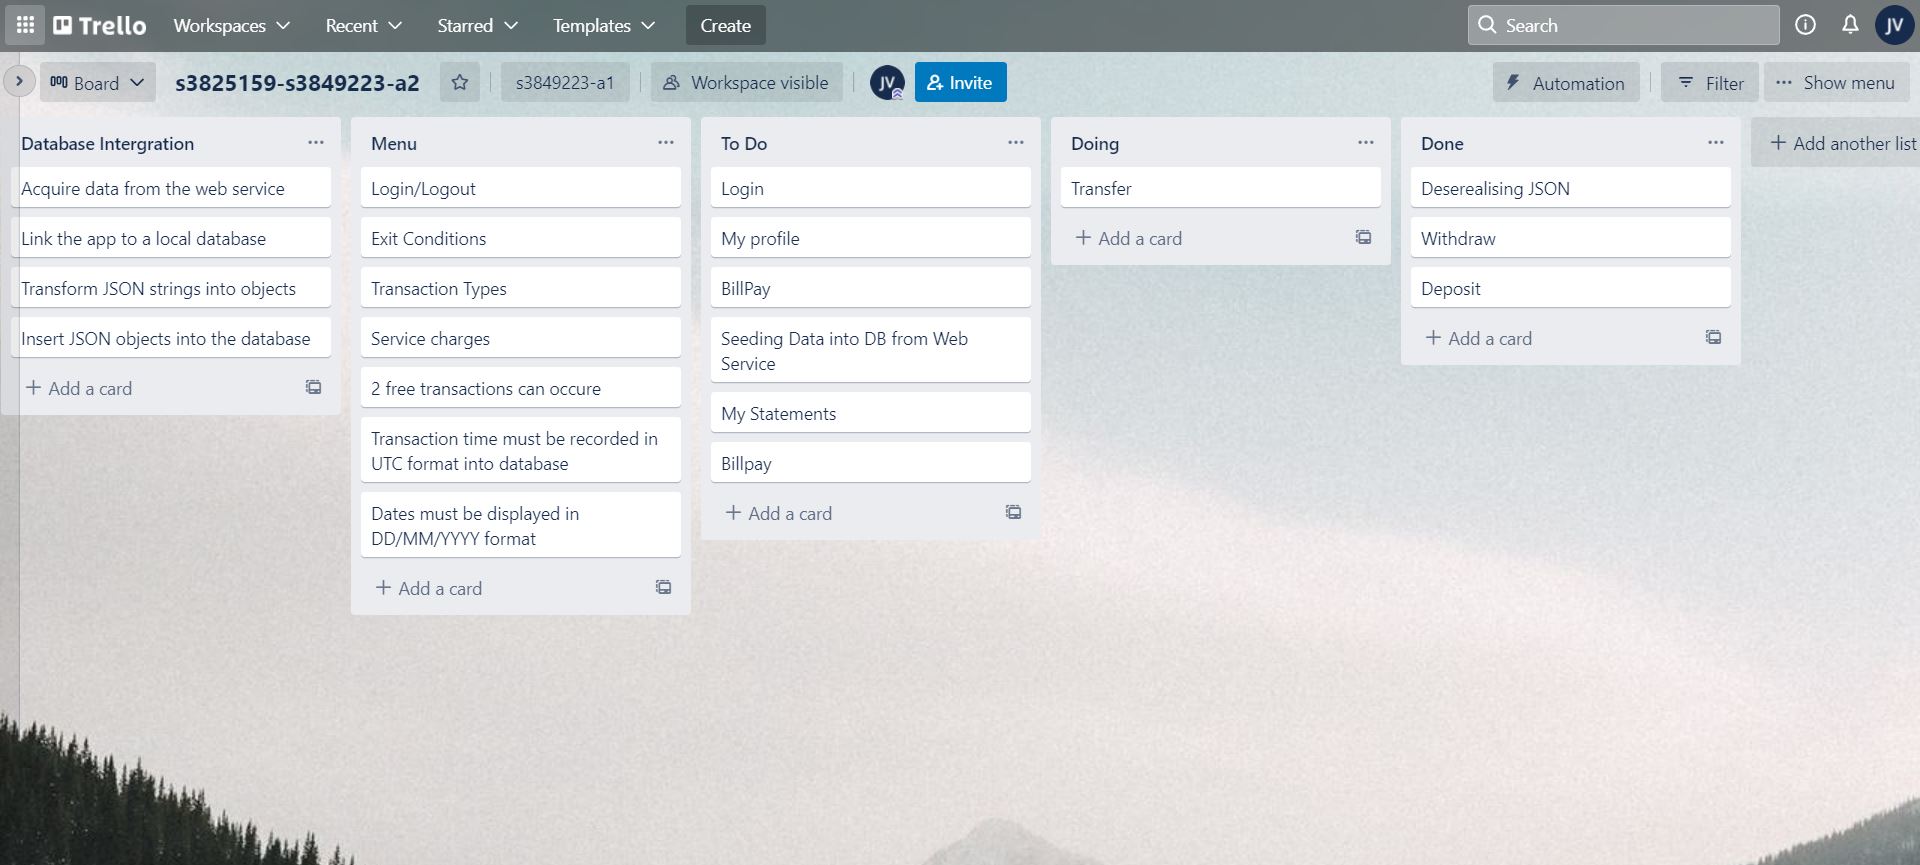 Trello
Workspaces
Recent
Starred
Templates
Create
Search
JV
Board
s3825159-s3849223-a2
s3849223-a1
Workspace visible
JV
Invite
Automation
Filter
Show menu
Database Intergration
Acquire data from the web service
Link the app to a local database
Transform JSON strings into objects
Insert JSON objects into the database
Add a card
Menu
Login/Logout
Exit Conditions
Transaction Types
Service charges
2 free transactions can occure
Transaction time must be recorded in
UTC format into database
Dates must be displayed in
DD/MM/YYYY format
Add a card
To Do
Login
My profile
BillPay
Seeding Data into DB from Web
Service
My Statements
Billpay
Add a card
Doing
Transfer
Add a card
Done
Deserealising JSON
Withdraw
Deposit
Add a card
Add another list